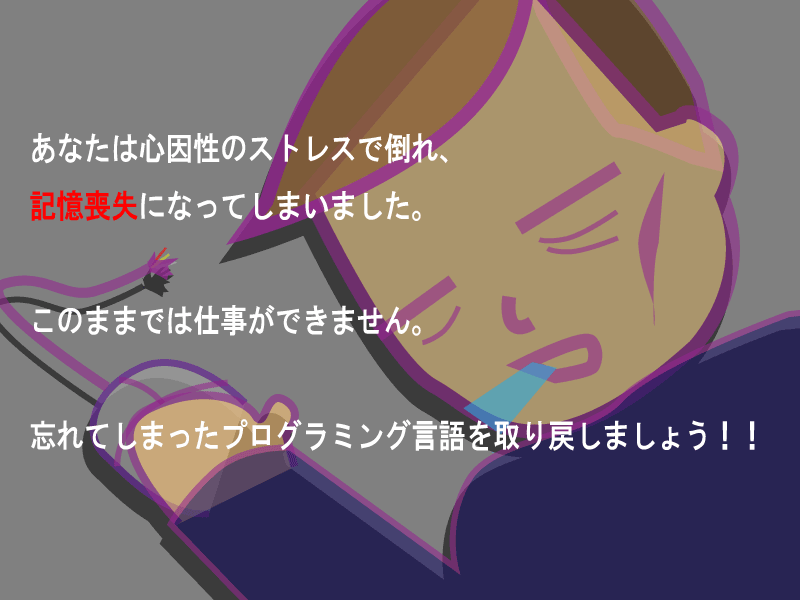 あなたは心因性のストレスで倒れ、
記憶喪失になってしまいました。
このままでは仕事ができません。
忘れてしまったプログラミング言語を取り戻しましょう！！